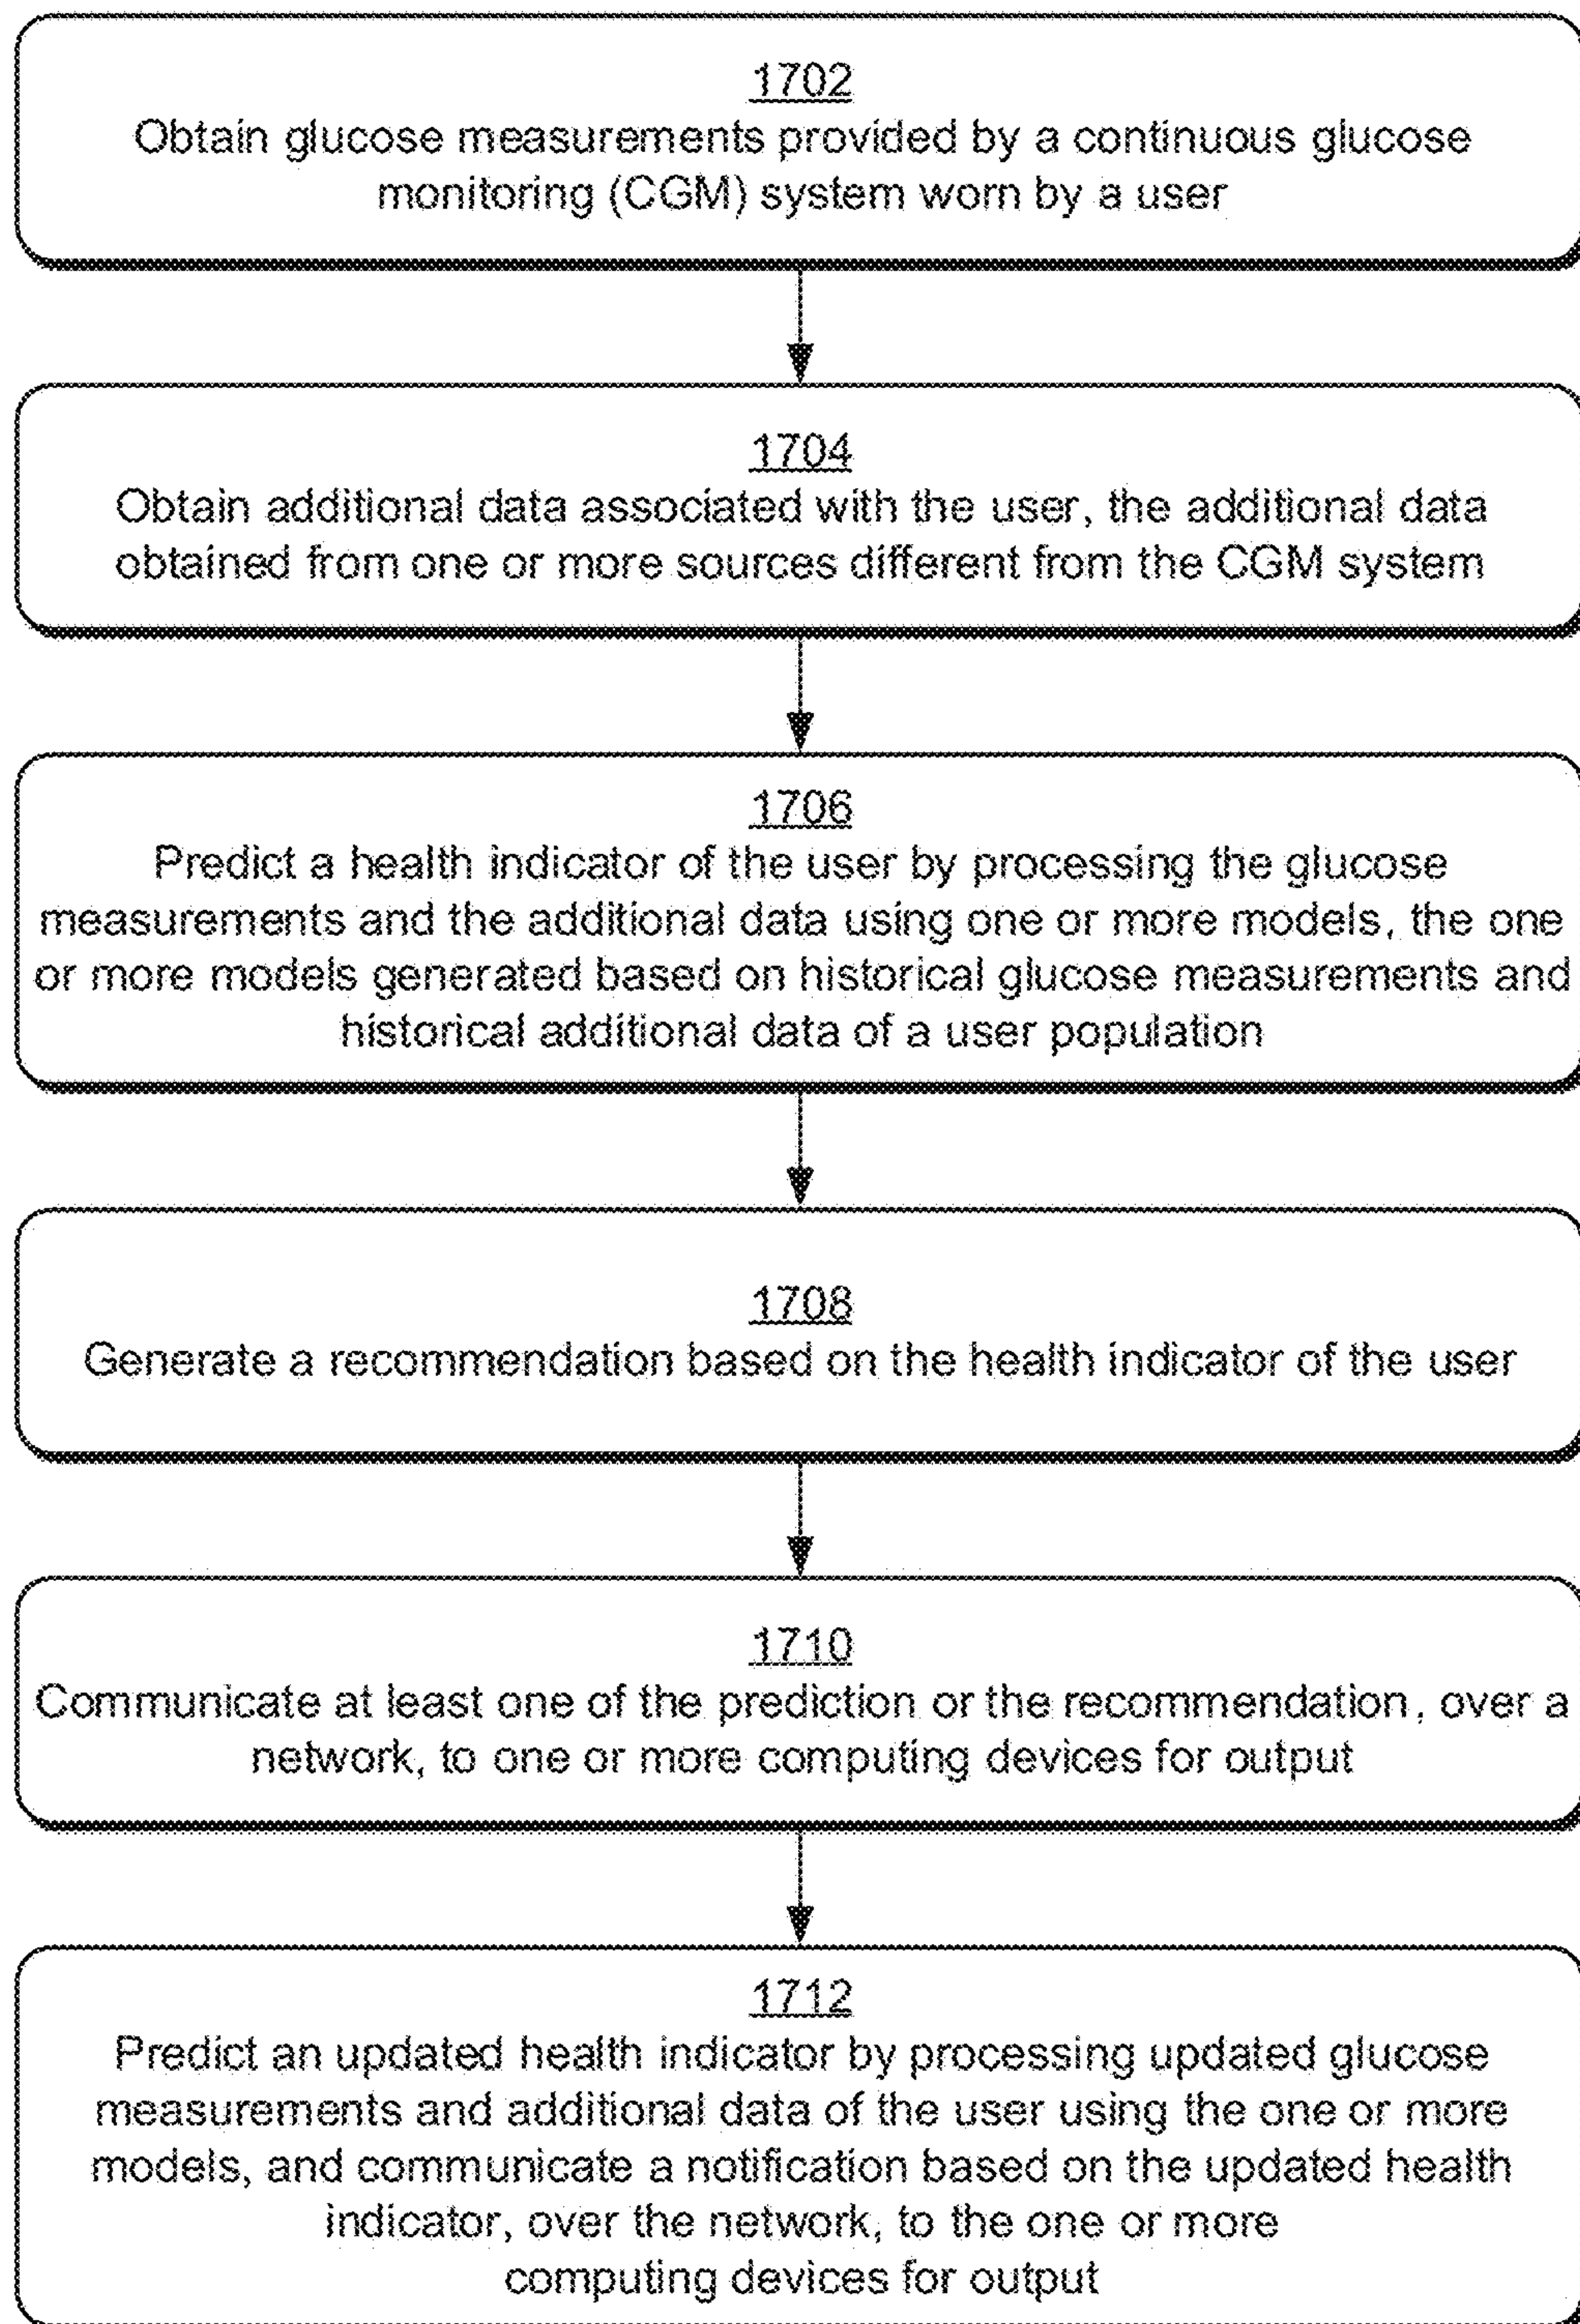 1702
Obtain glucose measurements provided by a continuous glucose
monitoring (CGM) system worn by a user
1704
Obtain additional data associated with the user, the additional data
obtained from one or more sources different from the CGM system
1706
Predict a health indicator of the user by processing the glucose
measurements and the additional data using one or more models, the one
or more models generated based on historical glucose measurements and
historical additional data of a user population
1708
Generate a recommendation based on the health indicator of the user
1710
Communicate at least one of the prediction or the recommendation, over a
network, to one or more computing devices for output
1712
Predict an updated health indicator by processing updated glucose
measurements and additional data of the user using the one or more
models, and communicate a notification based on the updated health
indicator, over the network, to the one or more
computing devices for output